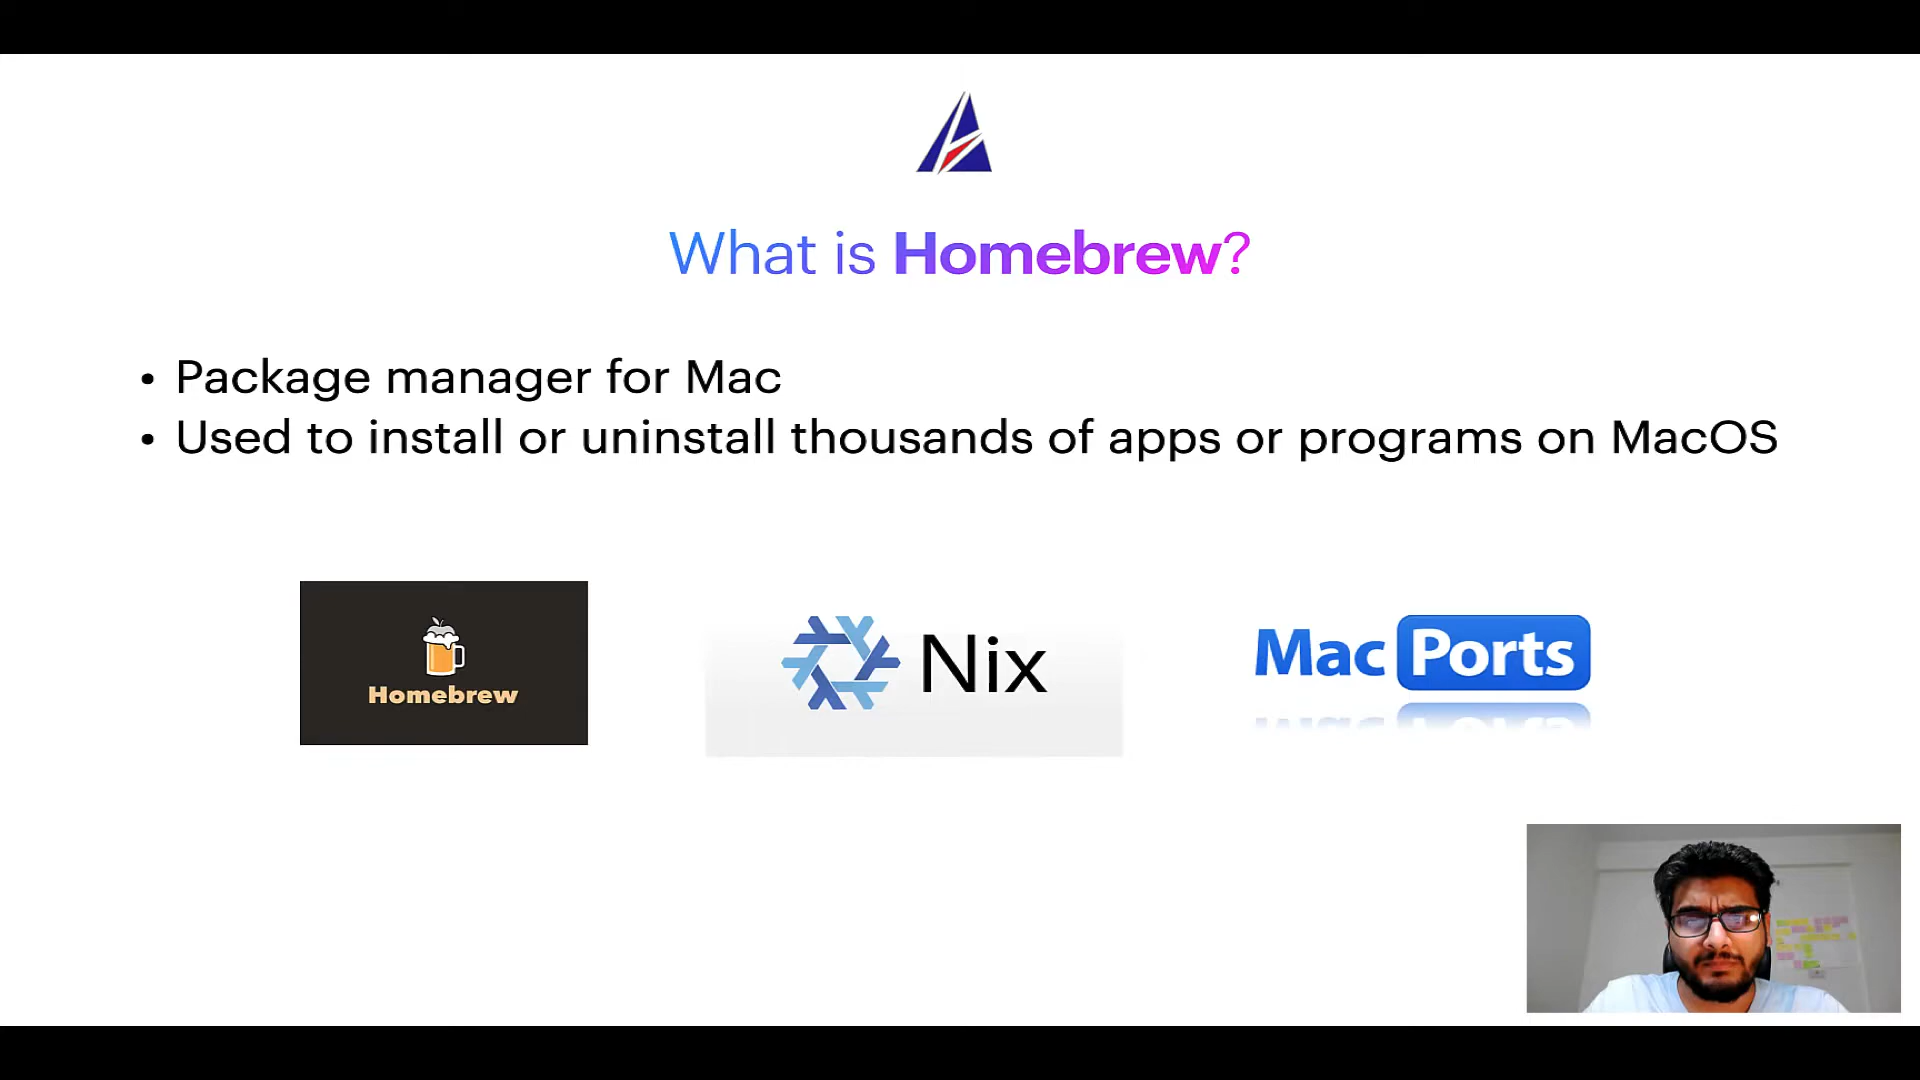 What is Homebrew?
• Package manager for Mac
• Used to install or uninstall thousands of apps or programs on MacOS
Homebrew
Nix
Mac Ports